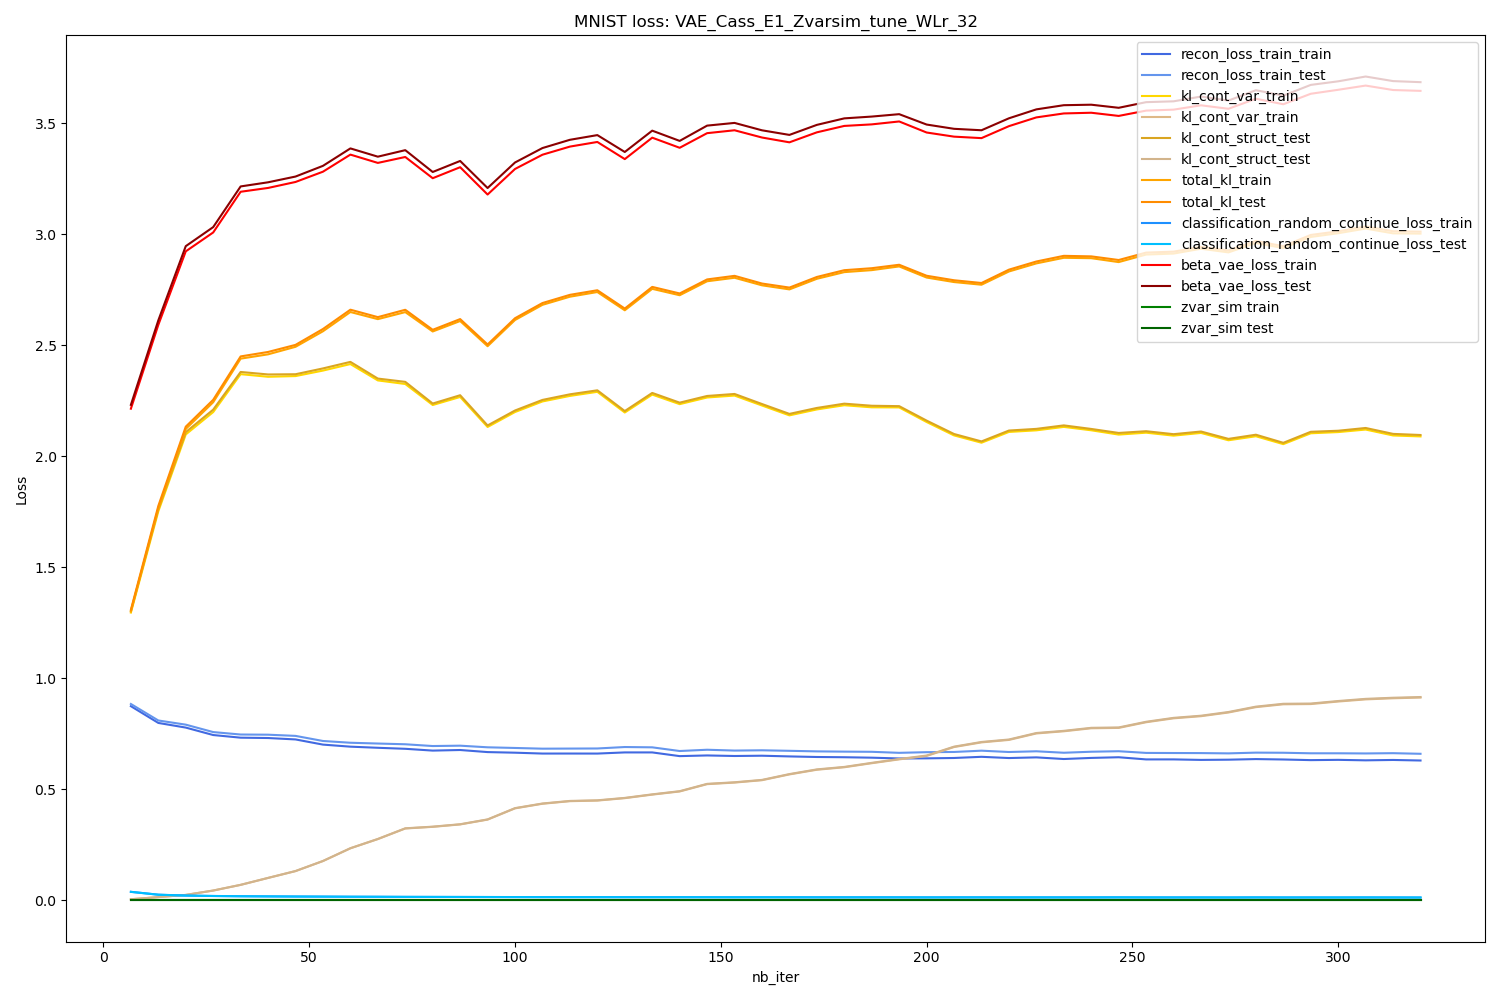 MNIST loss: VAE_Cass_E1_Zvarsim_tune_WLr_32
recon_loss_train_train
recon_loss_train_test
kl_cont_var_train
kl_cont_var_train
kl_cont_struct_test
kl_cont_struct_test
total_kl_train
total_kl_test
classification_random_continue_loss_train
classification_random_continue_loss_test
beta_vae_loss_train
beta_vae_loss_test
zvar_sim train
zvar_sim test
Loss
3.5
3.0
2.5
2.0
1.5
1.0
0.5
0.0
0 50 100 150 200 250 300
nb_iter